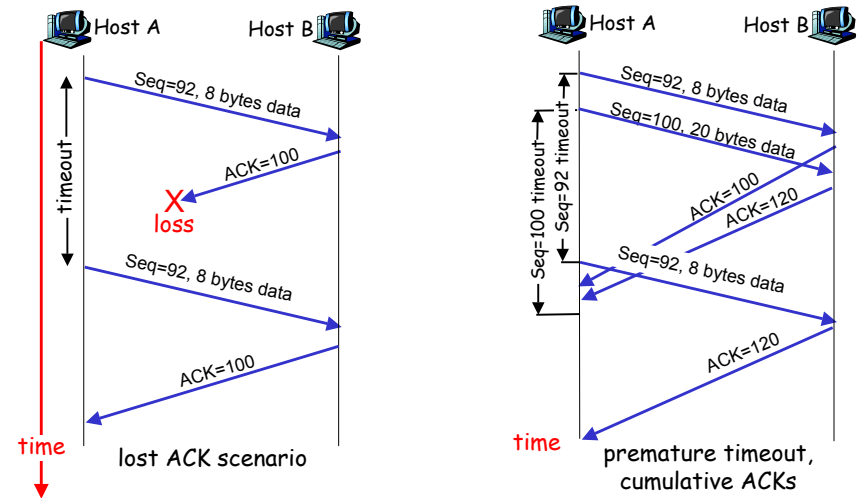 Host A
Host B
Seq=92, 8 bytes data
timeout
ACK=100
X
loss
Seq=92, 8 bytes data
ACK=100
time
lost ACK scenario
Host A
Host B
Seq=92, 8 bytes data
Seq=100, 20 bytes data
Seq=100 timeout
Seq=92 timeout
ACK=100
ACK=120
Seq=92, 8 bytes data
ACK=120
time
premature timeout,
cumulative ACKs